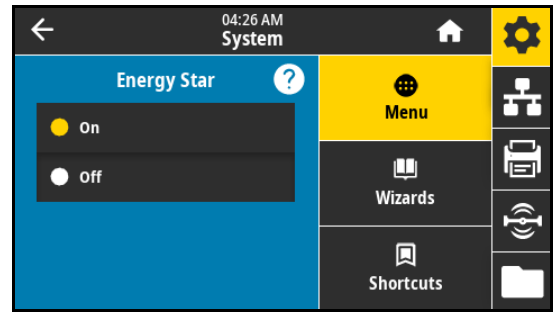 04:26 AM
System
Energy Star
?
On
Off
Menu
Wizards
Shortcuts